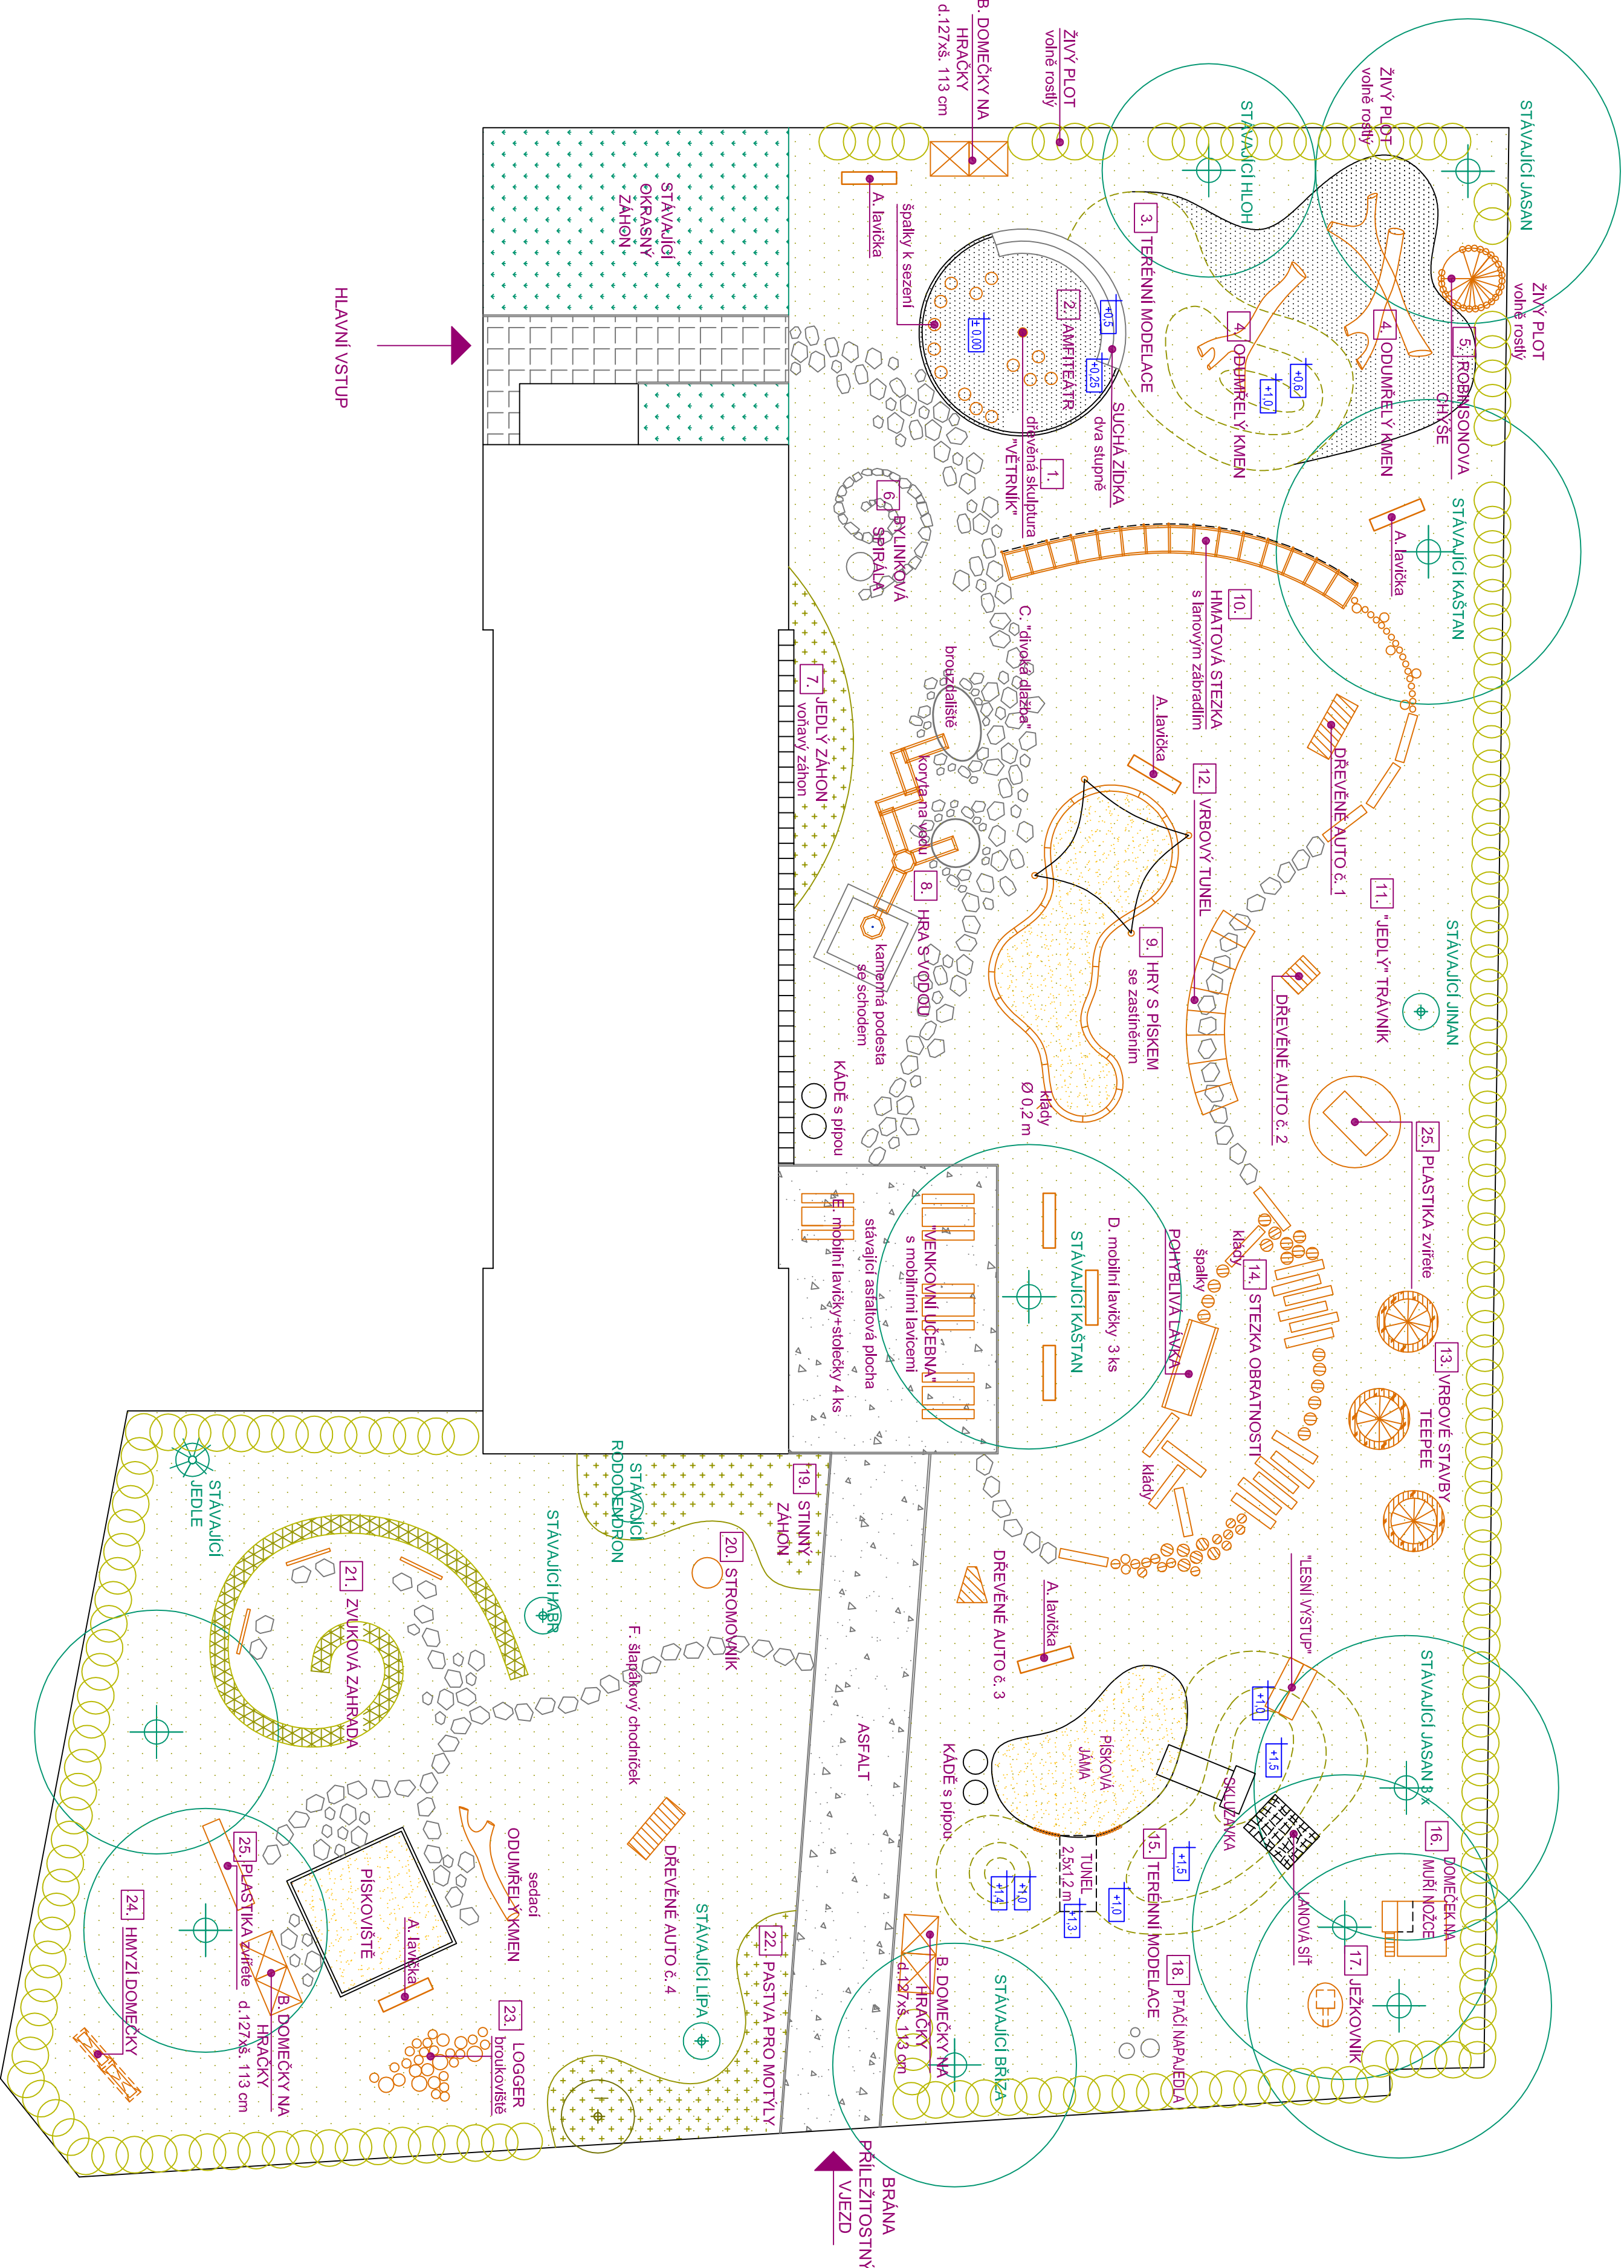 STÁVAJÍCÍ JASAN
ŽIVÝ PLOT
volně rostlý
ŽIVÝ PLOT
volně rostlý
STÁVAJÍCÍ HLOH
ŽIVÝ PLOT
volně rostlý
B. DOMEČKY NA
HRAČKY
d.127xš. 113 cm
A. lavička
špalky k sezení
3. TERÉNNÍ MODELACE
2. AMFITEÁTR
+0,5
± 0,00
+0,25
SUCHÁ ZÍDKA
dva stupně
1.
dřevěná skulptura
"VĚTRNÍK"
4. ODUMŘELÝ KMEN
4. ODUMŘELÝ KMEN
+0,6
+1,0
5. ROBINSONOVA
CHÝŠE
STÁVAJÍCÍ
OKRASNÝ
ZÁHON
HLAVNÍ VSTUP
6. BYLINKOVÁ
SPIRÁLA
STÁVAJÍCÍ KAŠTAN
A. lavička
10.
HMATOVÁ STEZKA
s lanovým zábradlím
C. "divoká dlažba"
brouzdaliště
7. JEDLÝ ZÁHON
voňavý záhon
koryta na vodu
8. HRA S VODOU
kamenná podesta
se schodem
A. lavička
12. VRBOVÝ TUNEL
DŘEVĚNÉ AUTO č.1
11. "JEDLÝ" TRÁVNÍK
STÁVAJÍCÍ JINAN
9. HRY S PÍSKEM
se zastíněním
DŘEVĚNÉ AUTO č. 2
klády
Ø 0,2 m
KÁDĚ s pípou
25. PLASTIKA zvířete
E. mobilní lavičky+stolečky 4 ks
stávající asfaltová plocha
"VENKOVNÍ UČEBNA"
s mobilními lavicemi
STÁVAJÍCÍ KAŠTAN
D. mobilní lavičky 3 ks
POHYBLIVÁ LÁVKA
špalky
klády
14. STEZKA OBRATNOSTI
klády
13. VRBOVÉ STAVBY
TEEPEE
19. STINNÝ
ZÁHON
STÁVAJÍCÍ
RODODENDRON
20. STROMOVNÍK
STÁVAJÍCÍ HABR
STÁVAJÍCÍ
JEDLE
21. ZVUKOVÁ ZAHRADA
F. šlapákový chodníček
DŘEVĚNÉ AUTO č. 3
A. lavička
"LESNÍ VÝSTUP"
STÁVAJÍCÍ JASAN 3 x
+1,0
+1,5
SKLUZAVKA
PÍSKOVÁ
JÁMA
KÁDĚ s pípou
ASFALT
TUNEL
2,5x1,2 m
15. TERÉNNÍ MODELACE
+1,5
+1,0
+1,3
+1,0
+1,4
LANOVÁ SÍŤ
16. DOMEČEK NA
MUŘÍ NOŽCE
17. JEŽKOVNÍK
18. PTAČÍ NAPAJEDLA
STÁVAJÍCÍ BŘÍZA
B. DOMEČKY NA
HRAČKY
d.127xš. 113 cm
DŘEVĚNÉ AUTO č. 4
STÁVAJÍCÍ LÍPA
22. PASTVA PRO MOTÝLY
sedací
ODUMŘELÝ KMEN
PÍSKOVIŠTĚ
A. lavička
23. LOGGER
broukoviště
25. PLASTIKA zvířete
B. DOMEČKY NA
HRAČKY
d.127xš. 113 cm
24. HMYZÍ DOMEČKY
BRÁNA
PŘÍLEŽITOSTNÝ
VJEZD